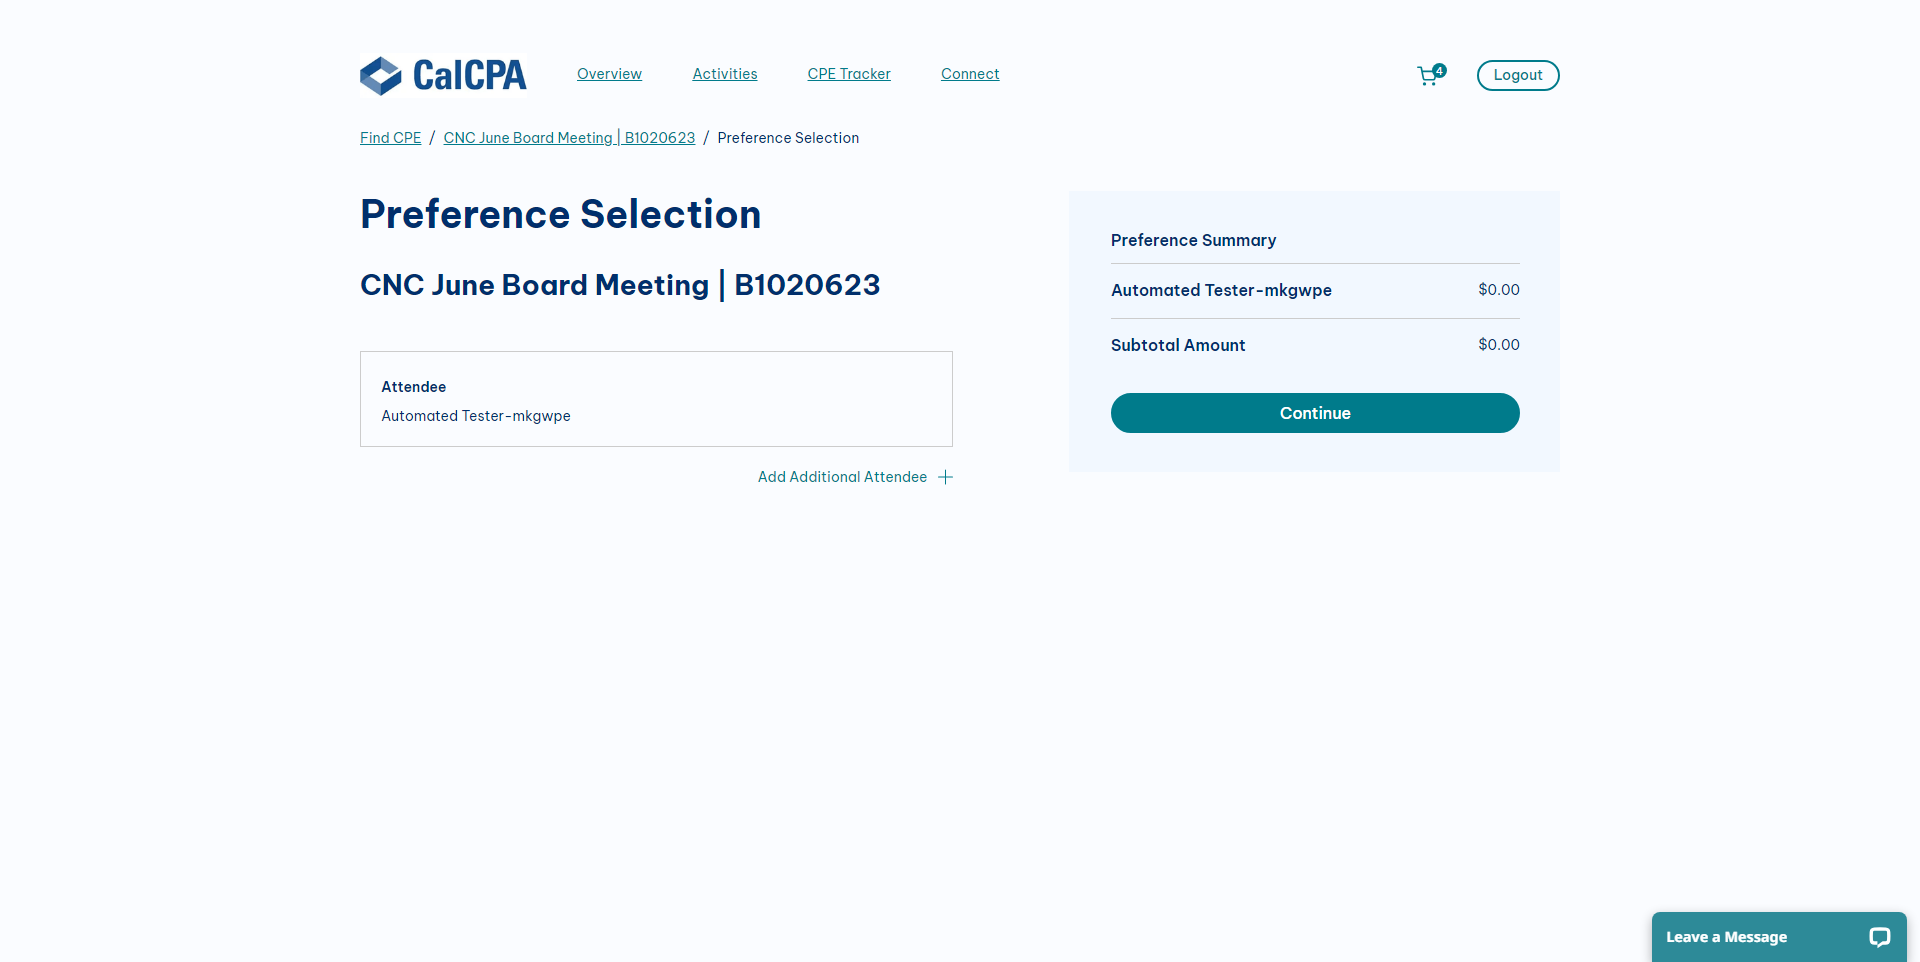 CalCPA
Overview
Activities
CPE Tracker
Connect
4
Logout
Find CPE / CNC June Board Meeting | B1020623 / Preference Selection
Preference Selection
CNC June Board Meeting | B1020623
Attendee
Automated Tester-mkgwpe
Add Additional Attendee
Preference Summary
Automated Tester-mkgwpe $0.00
Subtotal Amount $0.00
Continue
Leave a Message